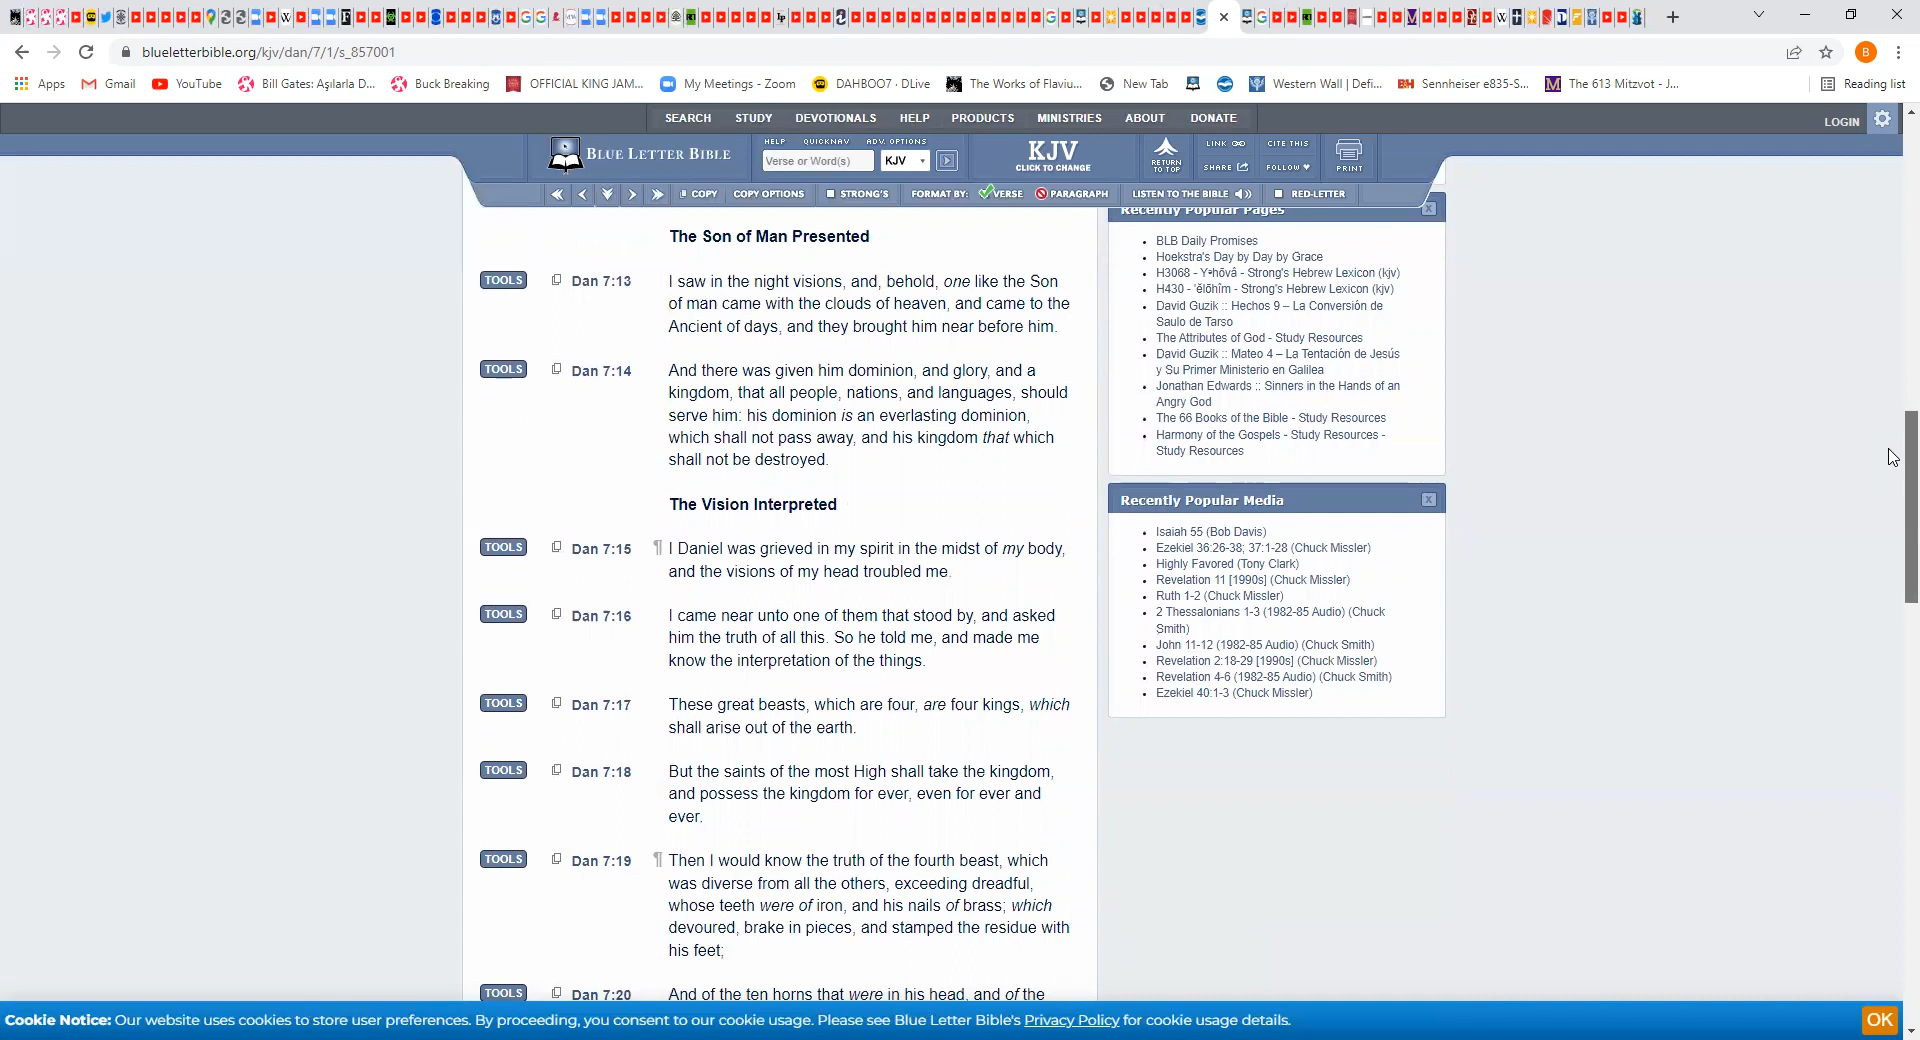 blueletterbible.org/kjv/dan/7/1/s_857001
B
Apps Gmail YouTube Bill Gates: Aşılarla D... Buck Breaking OFFICIAL KING JAM... My Meetings - Zoom DAHBOO7 · DLive The Works of Flaviu... New Tab Western Wall | Defi... Sennheiser e835-S... The 613 Mitzvot - J... Reading list
SEARCH STUDY DEVOTIONALS HELP PRODUCTS MINISTRIES ABOUT DONATE LOGIN
BLUE LETTER BIBLE
HELP QUICKNAV ADV. OPTIONS
Verse or Word(s) KJV
KJV
CLICK TO CHANGE
RETURN TO TOP
LINK CITE THIS
SHARE FOLLOW
PRINT
COPY COPY OPTIONS STRONG'S FORMAT BY: VERSE PARAGRAPH LISTEN TO THE BIBLE RED-LETTER
The Son of Man Presented
TOOLS Dan 7:13 I saw in the night visions, and, behold, one like the Son
of man came with the clouds of heaven, and came to the
Ancient of days, and they brought him near before him.
TOOLS Dan 7:14 And there was given him dominion, and glory, and a
kingdom, that all people, nations, and languages, should
serve him: his dominion is an everlasting dominion,
which shall not pass away, and his kingdom that which
shall not be destroyed.
The Vision Interpreted
TOOLS Dan 7:15 ¶ I Daniel was grieved in my spirit in the midst of my body,
and the visions of my head troubled me.
TOOLS Dan 7:16 I came near unto one of them that stood by, and asked
him the truth of all this. So he told me, and made me
know the interpretation of the things.
TOOLS Dan 7:17 These great beasts, which are four, are four kings, which
shall arise out of the earth.
TOOLS Dan 7:18 But the saints of the most High shall take the kingdom,
and possess the kingdom for ever, even for ever and
ever.
TOOLS Dan 7:19 ¶ Then I would know the truth of the fourth beast, which
was diverse from all the others, exceeding dreadful,
whose teeth were of iron, and his nails of brass; which
devoured, brake in pieces, and stamped the residue with
his feet;
TOOLS Dan 7:20 And of the ten horns that were in his head, and of the
Recently Popular Pages
BLB Daily Promises
Hoekstra's Day by Day by Grace
H3068 - Yᵊhōvâ - Strong's Hebrew Lexicon (kjv)
H430 - 'ĕlōhîm - Strong's Hebrew Lexicon (kjv)
David Guzik :: Hechos 9 – La Conversión de
Saulo de Tarso
The Attributes of God - Study Resources
David Guzik :: Mateo 4 – La Tentación de Jesús
y Su Primer Ministerio en Galilea
Jonathan Edwards :: Sinners in the Hands of an
Angry God
The 66 Books of the Bible - Study Resources
Harmony of the Gospels - Study Resources -
Study Resources
Recently Popular Media
Isaiah 55 (Bob Davis)
Ezekiel 36:26-38; 37:1-28 (Chuck Missler)
Highly Favored (Tony Clark)
Revelation 11 [1990s] (Chuck Missler)
Ruth 1-2 (Chuck Missler)
2 Thessalonians 1-3 (1982-85 Audio) (Chuck
Smith)
John 11-12 (1982-85 Audio) (Chuck Smith)
Revelation 2:18-29 [1990s] (Chuck Missler)
Revelation 4-6 (1982-85 Audio) (Chuck Smith)
Ezekiel 40:1-3 (Chuck Missler)
Cookie Notice: Our website uses cookies to store user preferences. By proceeding, you consent to our cookie usage. Please see Blue Letter Bible's Privacy Policy for cookie usage details. OK